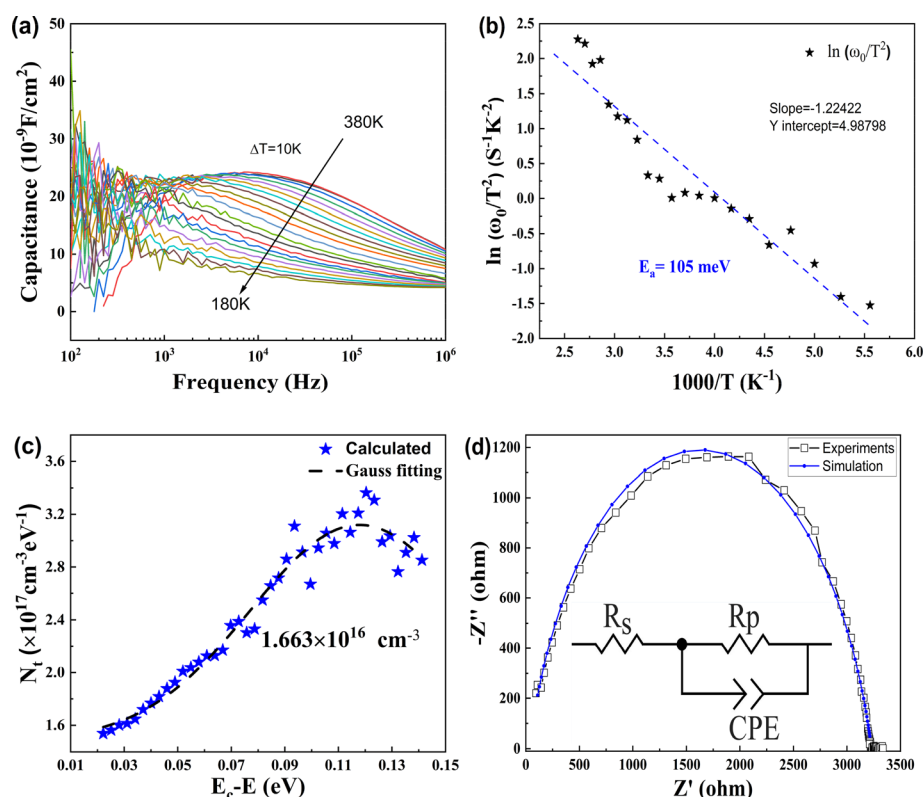 (a)
50
40
30
20
10
0
Capacitance (10⁻⁹F/cm²)
ΔT=10K
380K
180K
10² 10³ 10⁴ 10⁵ 10⁶
Frequency (Hz)
(b)
2.5
2.0
1.5
1.0
0.5
0.0
-0.5
-1.0
-1.5
-2.0
ln (ω₀/T²) (S⁻¹K⁻²)
ln (ω₀/T²)
Slope=-1.22422
Y intercept=4.98798
Eₐ= 105 meV
2.5 3.0 3.5 4.0 4.5 5.0 5.5 6.0
1000/T (K⁻¹)
(c)
3.6
3.2
2.8
2.4
2.0
1.6
Nₜ (×10¹⁷cm⁻³eV⁻¹)
Calculated
Gauss fitting
1.663×10¹⁶ cm⁻³
0.01 0.03 0.05 0.07 0.09 0.11 0.13 0.15
E꜀-E (eV)
(d)
1200
1000
800
600
400
200
0
-Z'' (ohm)
Experiments
Simulation
Rs
Rp
CPE
0 500 1000 1500 2000 2500 3000 3500
Z' (ohm)